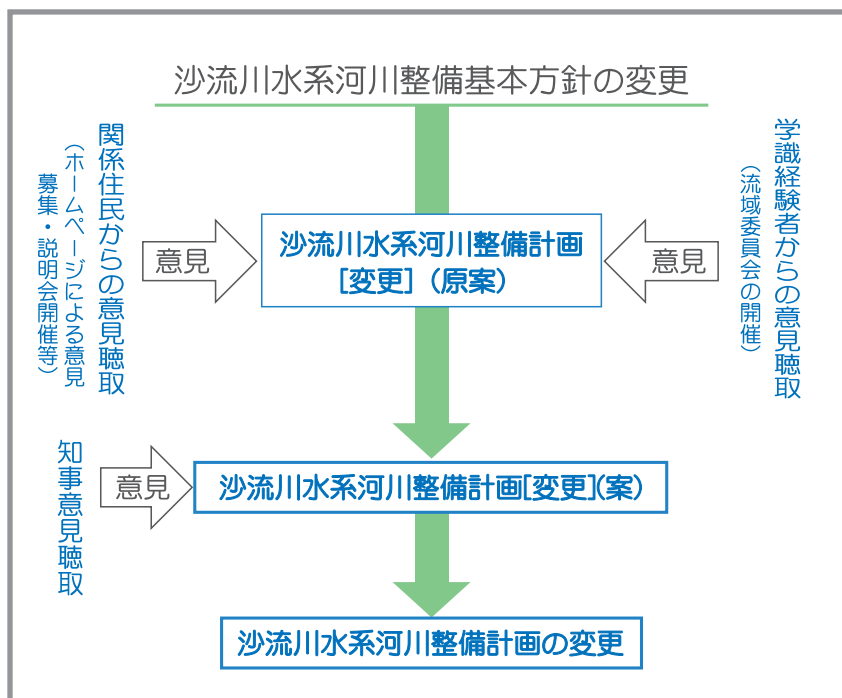 沙流川水系河川整備基本方針の変更
関係住民からの意見聴取
（ホームページによる意見
募集・説明会開催等）
意見
沙流川水系河川整備計画
［変更］（原案）
意見
学識経験者からの意見聴取
（流域委員会の開催）
知事意見聴取
意見
沙流川水系河川整備計画[変更](案)
沙流川水系河川整備計画の変更